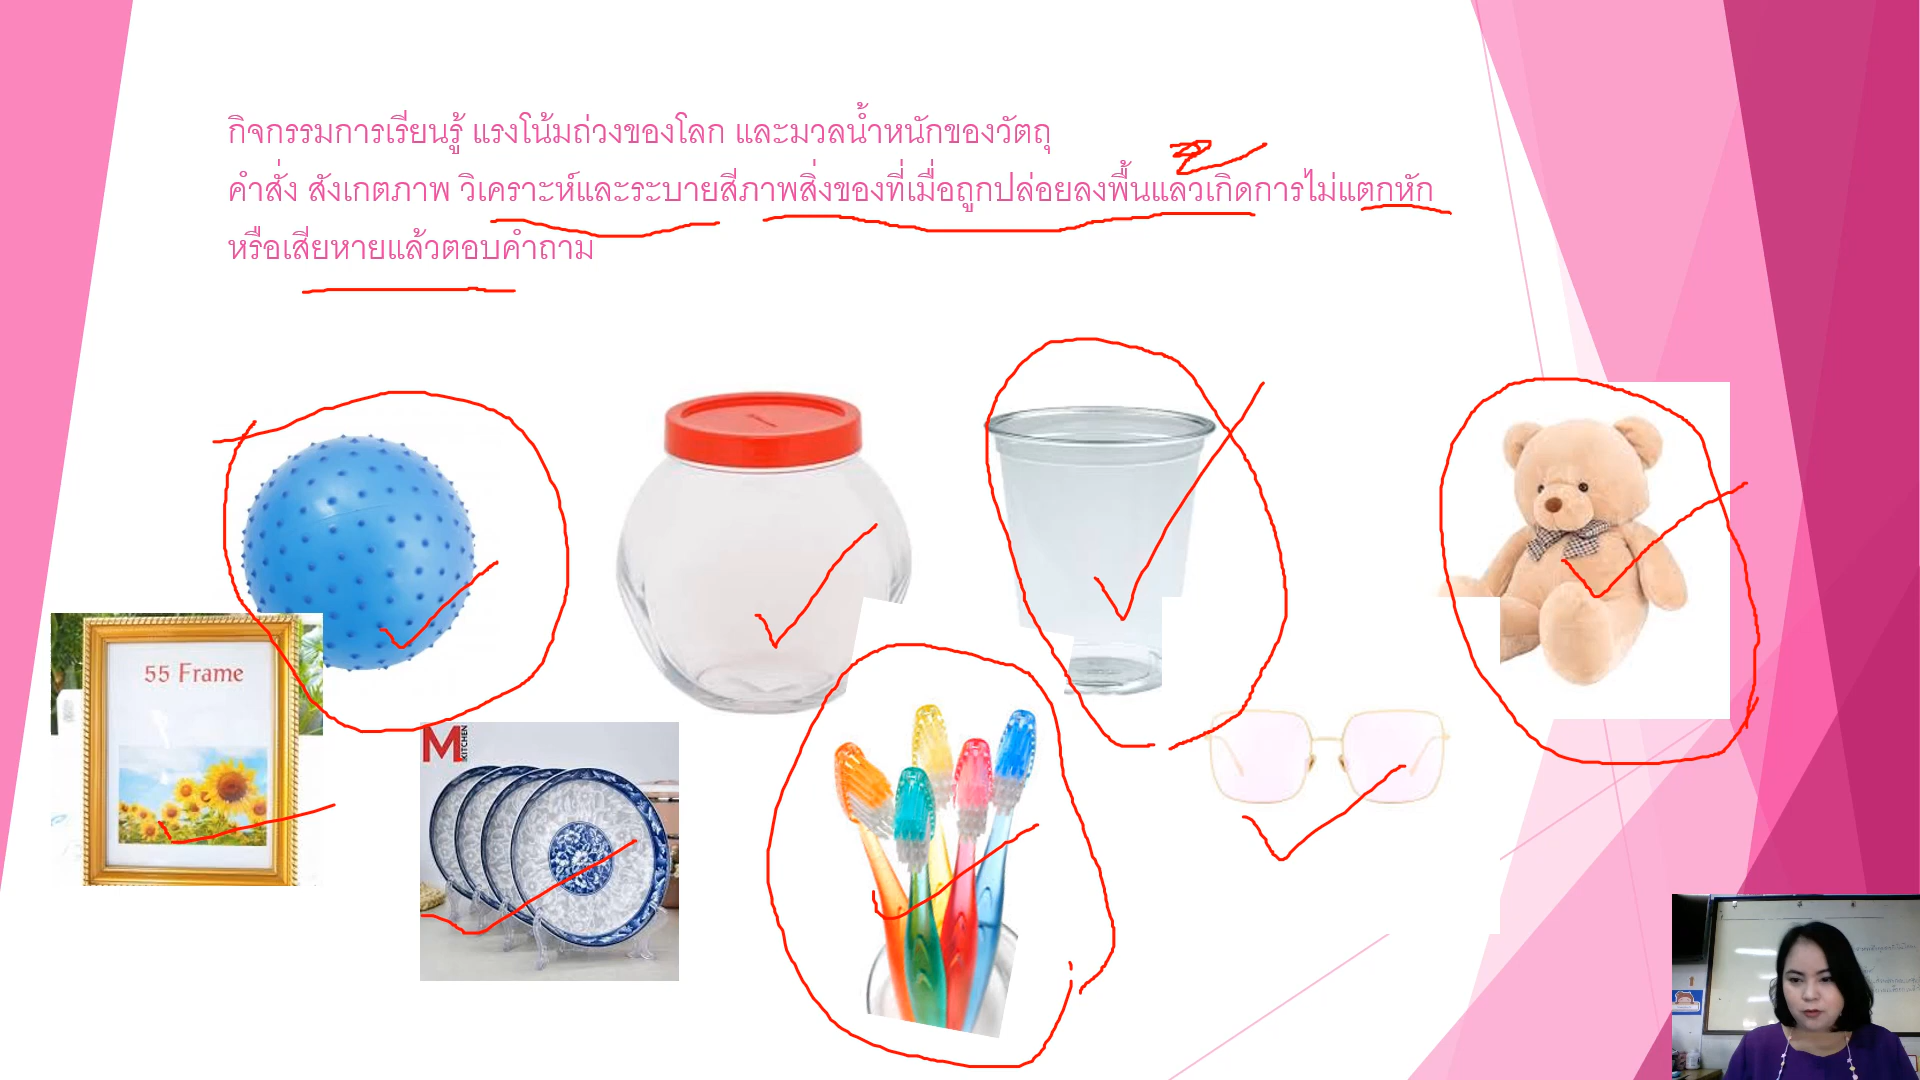 กิจกรรมการเรียนรู้ แรงโน้มถ่วงของโลก และมวลน้ำหนักของวัตถุ
คำสั่ง สังเกตภาพ วิเคราะห์และระบายสีภาพสิ่งของที่เมื่อถูกปล่อยลงพื้นแลวเกิดการไม่แตกหัก
หรือเสียหายแล้วตอบคำถาม
55 Frame
M KITCHEN